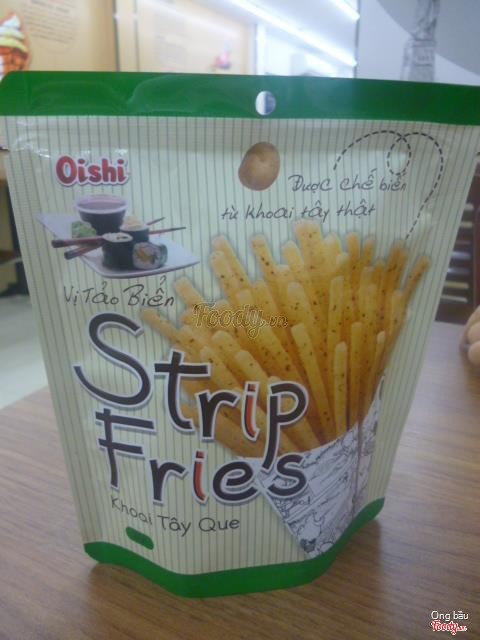 Oishi
Được chế biến
từ khoai tây thật
Vị Tảo Biển
Foody.vn
Strip
Fries
Khoai Tây Que
Ong bầu
Foody.vn